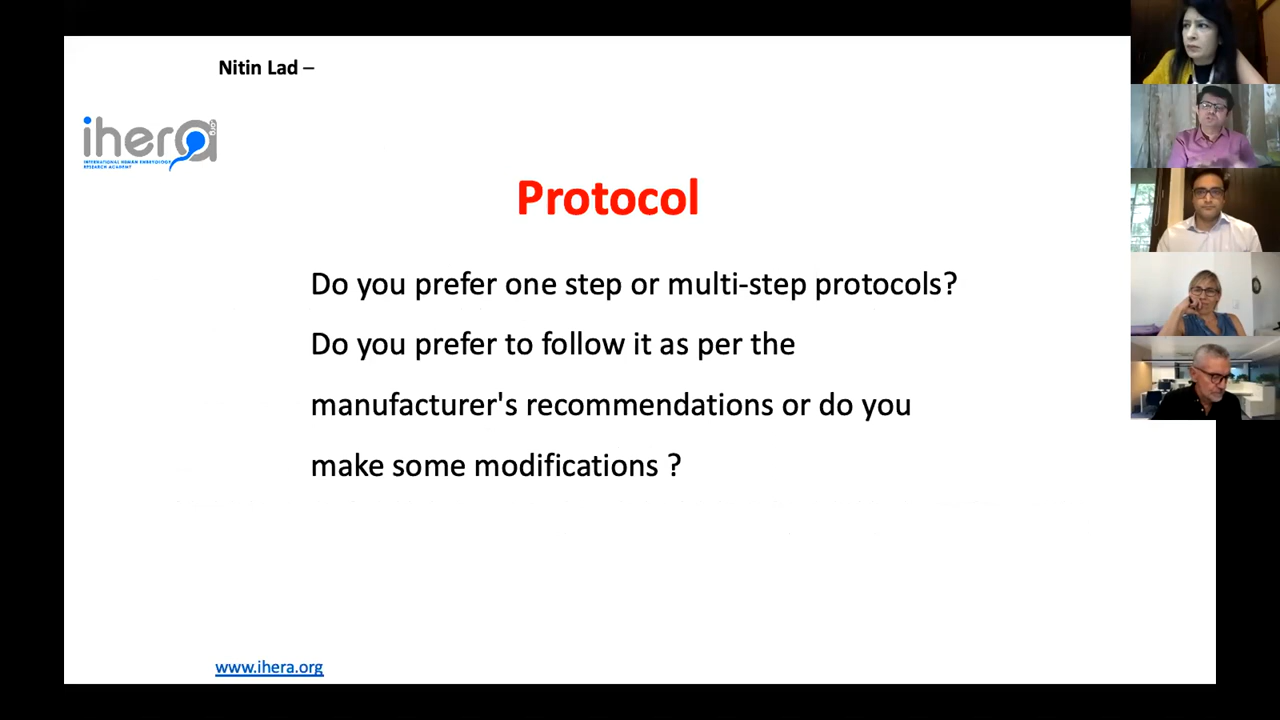 Nitin Lad –
ihera.org
INTERNATIONAL HUMAN EMBRYOLOGY
RESEARCH ACADEMY
Protocol
Do you prefer one step or multi-step protocols?
Do you prefer to follow it as per the
manufacturer's recommendations or do you
make some modifications ?
www.ihera.org